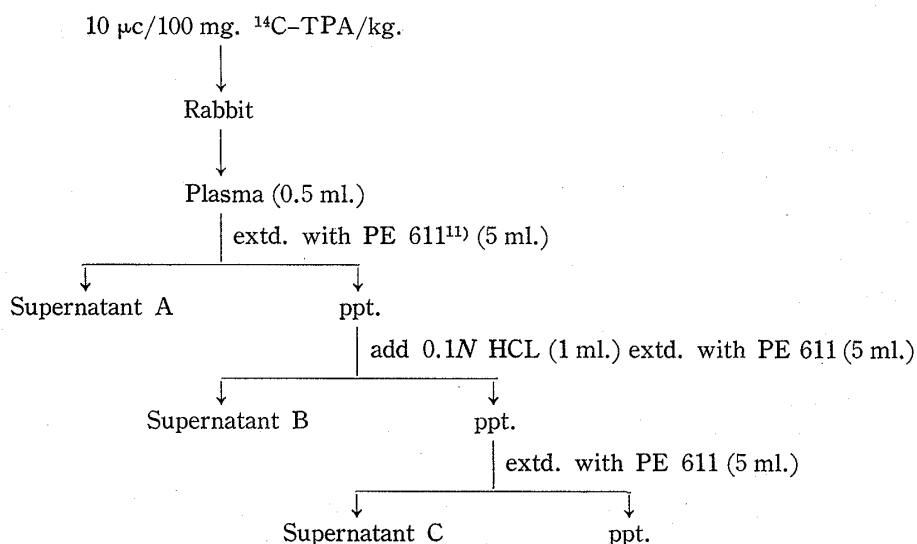 10 μc/100 mg. ¹⁴C–TPA/kg.
Rabbit
Plasma (0.5 ml.)
extd. with PE 611¹¹⁾ (5 ml.)
Supernatant A ppt.
add 0.1N HCL (1 ml.) extd. with PE 611 (5 ml.)
Supernatant B ppt.
extd. with PE 611 (5 ml.)
Supernatant C ppt.